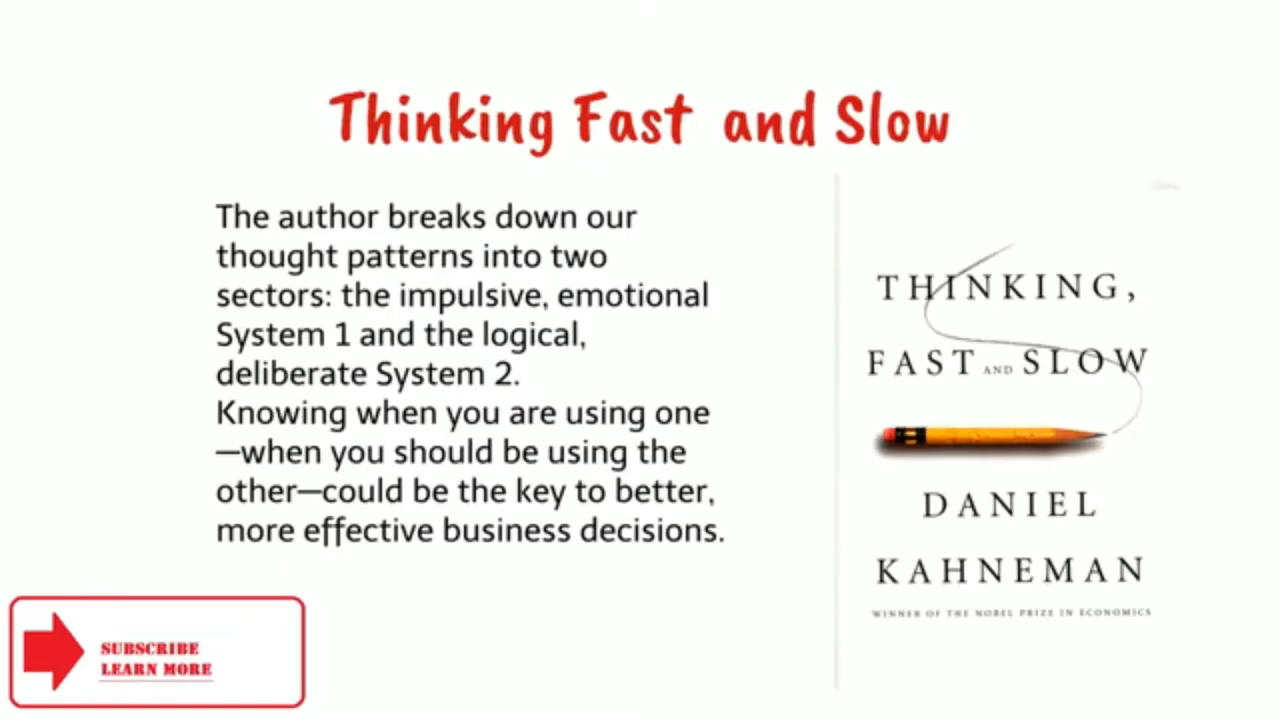 Thinking Fast and Slow
The author breaks down our
thought patterns into two
sectors: the impulsive, emotional
System 1 and the logical,
deliberate System 2.
Knowing when you are using one
—when you should be using the
other—could be the key to better,
more effective business decisions.
THINKING,
FAST AND SLOW
DANIEL
KAHNEMAN
WINNER OF THE NOBEL PRIZE IN ECONOMICS
SUBSCRIBE
LEARN MORE